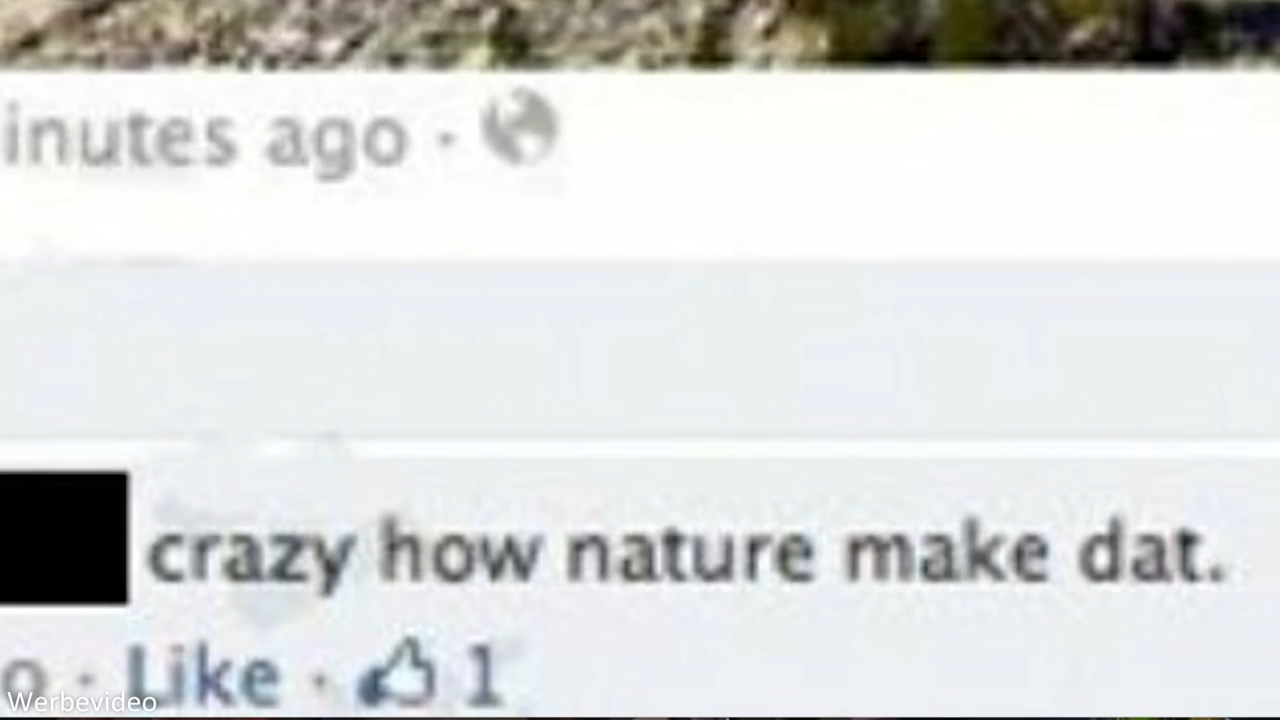 inutes ago ·
crazy how nature make dat.
o · Like · 1
Werbevideo